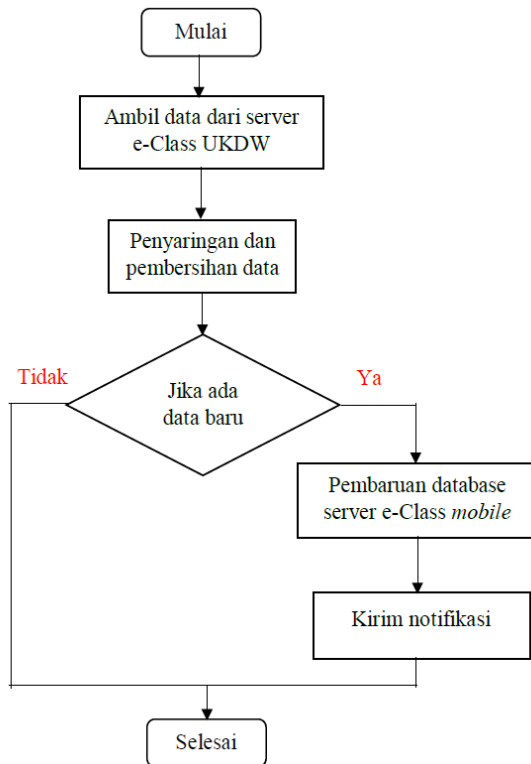 Mulai
Ambil data dari server
e-Class UKDW
Penyaringan dan
pembersihan data
Tidak
Jika ada
data baru
Ya
Pembaruan database
server e-Class mobile
Kirim notifikasi
Selesai